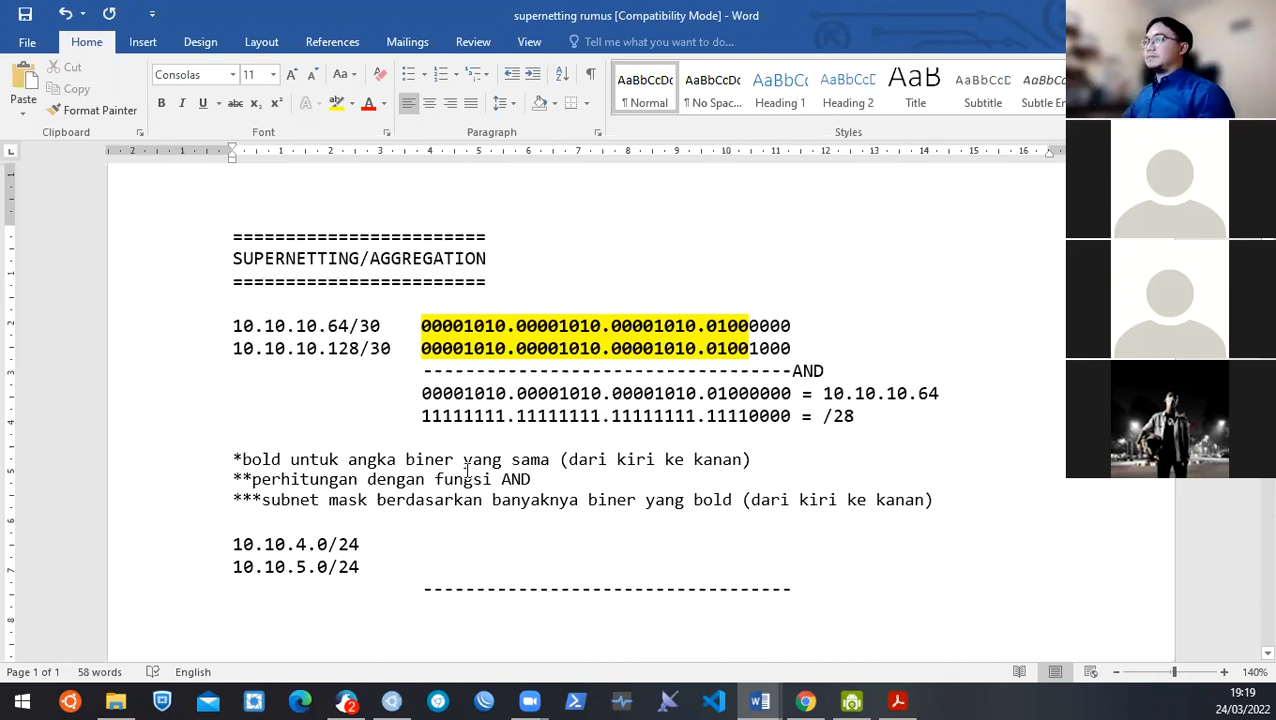 supernetting rumus [Compatibility Mode] - Word
File Home Insert Design Layout References Mailings Review View Help Tell me what you want to do...
Paste
Cut
Copy
Format Painter
Clipboard
Consolas 11
Font
Paragraph
AaBbCcDc AaBbCcDc AaBbCc AaBbCcC AaB AaBbCcD AaBbCcD
¶ Normal ¶ No Spac... Heading 1 Heading 2 Title Subtitle Subtle Em
Styles
=======================
SUPERNETTING/AGGREGATION
=======================
10.10.10.64/30 00001010.00001010.00001010.01000000
10.10.10.128/30 00001010.00001010.00001010.01001000
-----------------------------------AND
00001010.00001010.00001010.01000000 = 10.10.10.64
11111111.11111111.11111111.11110000 = /28
*bold untuk angka biner yang sama (dari kiri ke kanan)
**perhitungan dengan fungsi AND
***subnet mask berdasarkan banyaknya biner yang bold (dari kiri ke kanan)
10.10.4.0/24
10.10.5.0/24
-----------------------------------
Page 1 of 1 58 words English 140%
2
19:19
24/03/2022